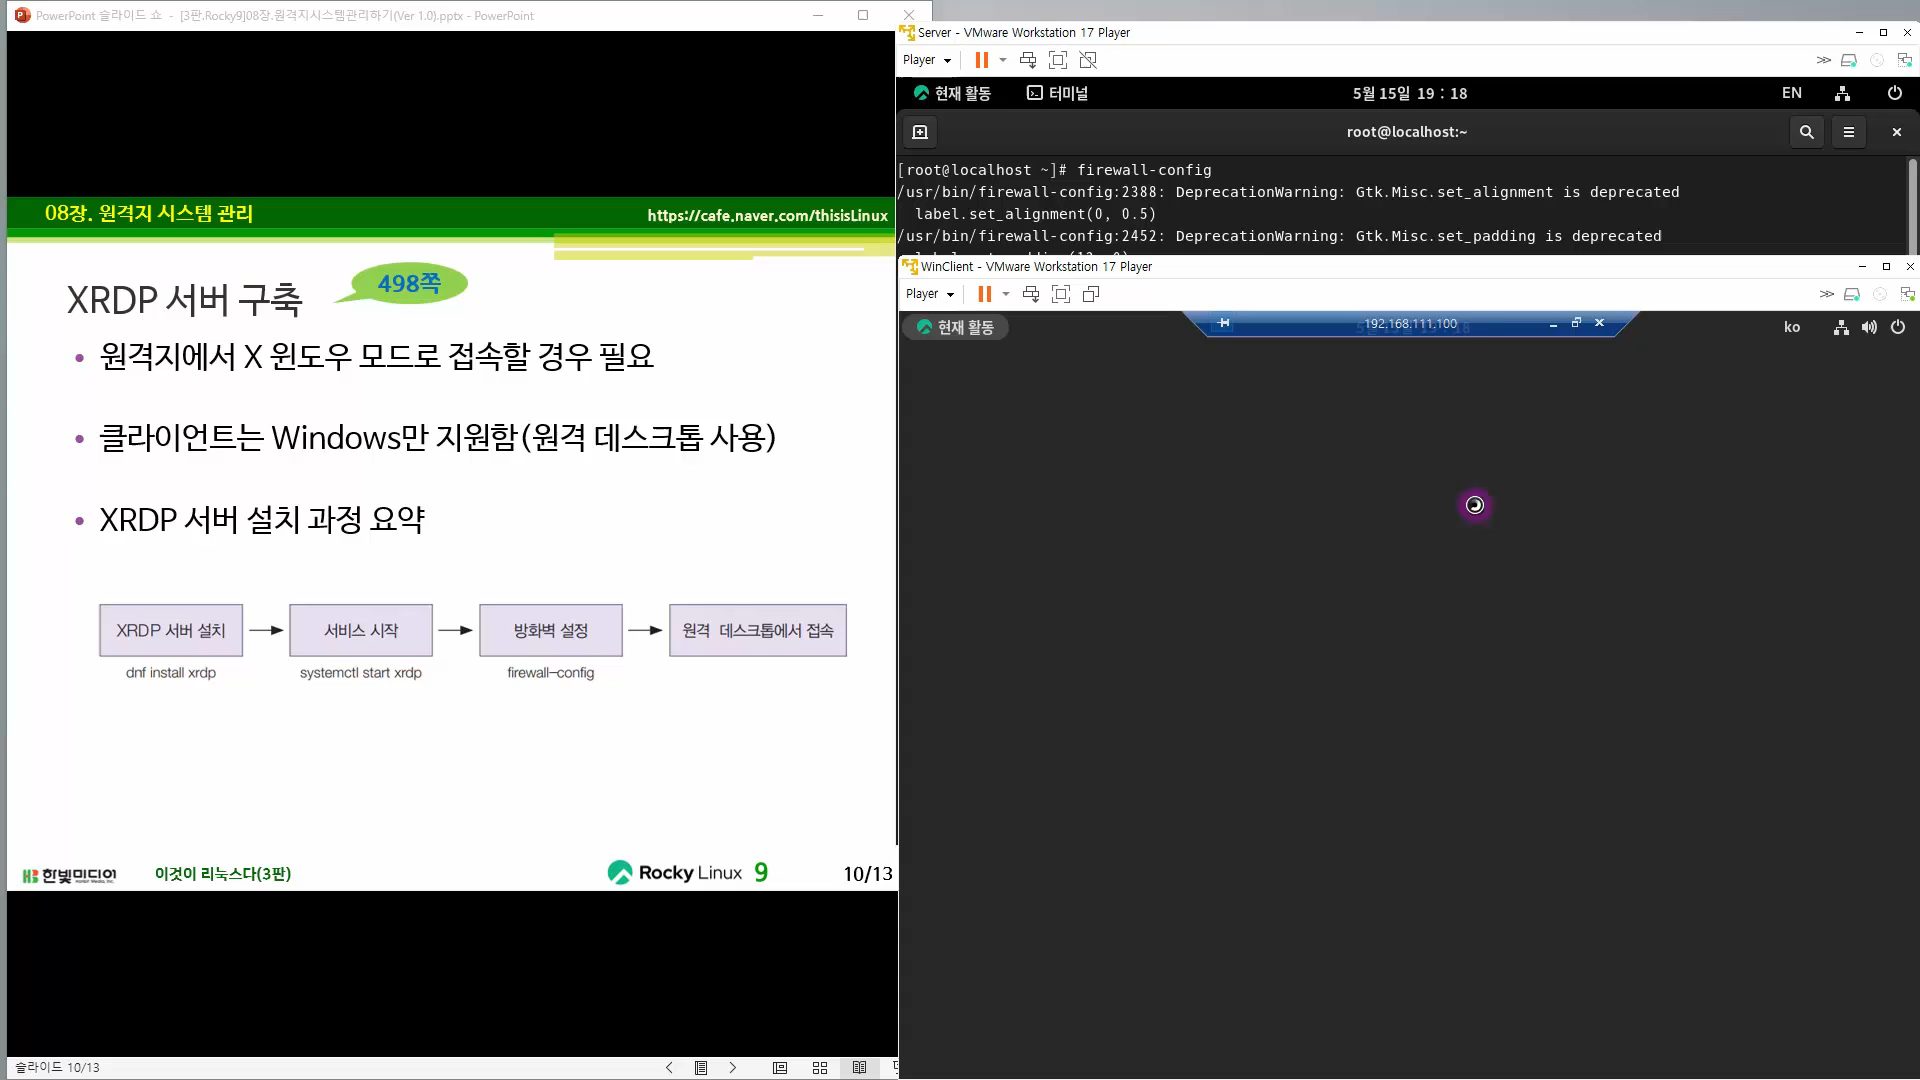 PowerPoint 슬라이드 쇼 - [3판.Rocky9]08장.원격지시스템관리하기(Ver 1.0).pptx - PowerPoint
08장. 원격지 시스템 관리
https://cafe.naver.com/thisisLinux
XRDP 서버 구축
498쪽
• 원격지에서 X 윈도우 모드로 접속할 경우 필요
• 클라이언트는 Windows만 지원함(원격 데스크톱 사용)
• XRDP 서버 설치 과정 요약
XRDP 서버 설치
서비스 시작
방화벽 설정
원격 데스크톱에서 접속
dnf install xrdp
systemctl start xrdp
firewall-config
한빛미디어
이것이 리눅스다(3판)
Rocky Linux 9
10/13
슬라이드 10/13
Server - VMware Workstation 17 Player
Player
현재 활동
터미널
5월 15일 19 : 18
EN
root@localhost:~
[root@localhost ~]# firewall-config
/usr/bin/firewall-config:2388: DeprecationWarning: Gtk.Misc.set_alignment is deprecated
label.set_alignment(0, 0.5)
/usr/bin/firewall-config:2452: DeprecationWarning: Gtk.Misc.set_padding is deprecated
WinClient - VMware Workstation 17 Player
Player
현재 활동
192.168.111.100
ko